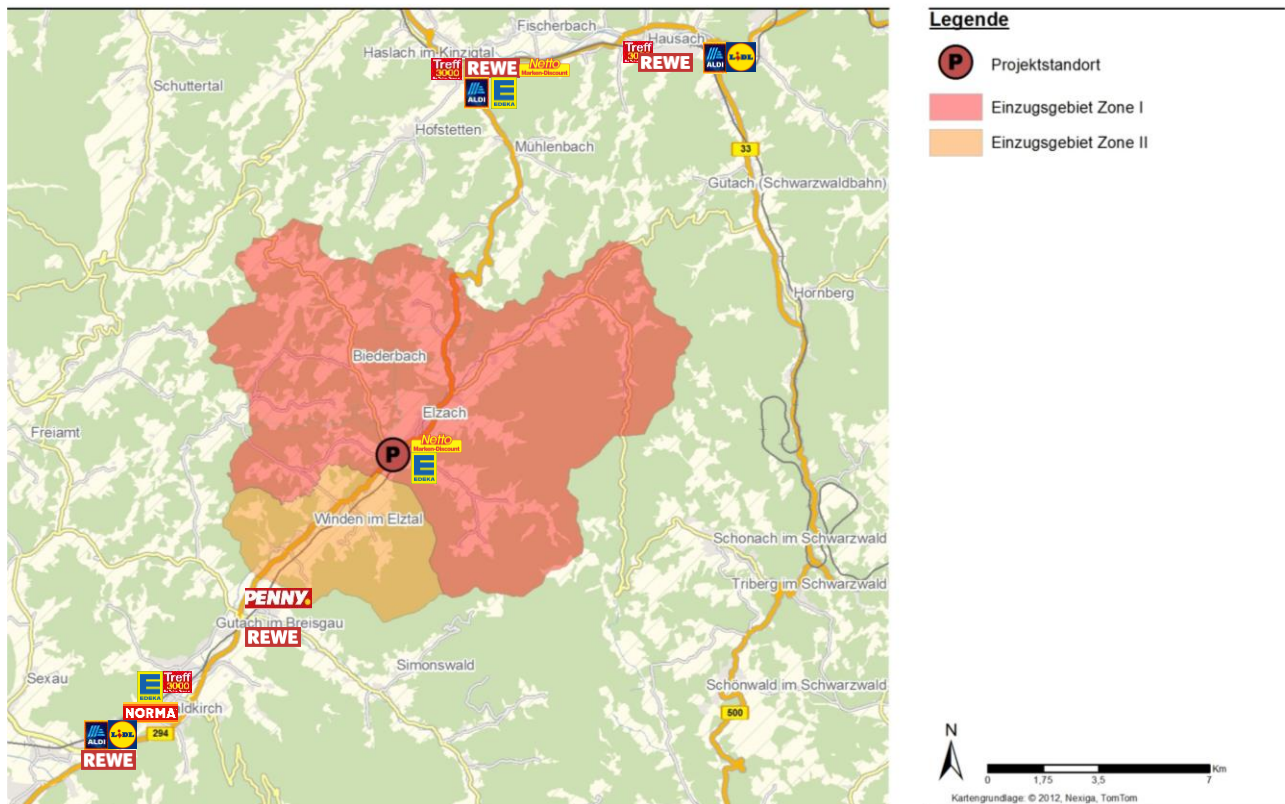 Fischerbach
Haslach im Kinzigtal
Hausach
Treff
3000
REWE
Treff
3000
REWE
Netto
Marken-Discount
ALDI
LIDL
ALDI
E
EDEKA
Schuttertal
Hofstetten
Mühlenbach
33
Gutach (Schwarzwaldbahn)
Hornberg
Biederbach
Elzach
Freiamt
P
Netto
Marken-Discount
E
EDEKA
Winden im Elztal
Schonach im Schwarzwald
Triberg im Schwarzwald
PENNY.
Gutach im Breisgau
REWE
Simonswald
Sexau
E
EDEKA
Treff
3000
Schönwald im Schwarzwald
NORMA
aldkirch
500
294
ALDI
LIDL
REWE
Legende
P
Projektstandort
Einzugsgebiet Zone I
Einzugsgebiet Zone II
N
Km
0 1,75 3,5 7
Kartengrundlage: © 2012, Nexiga, TomTom